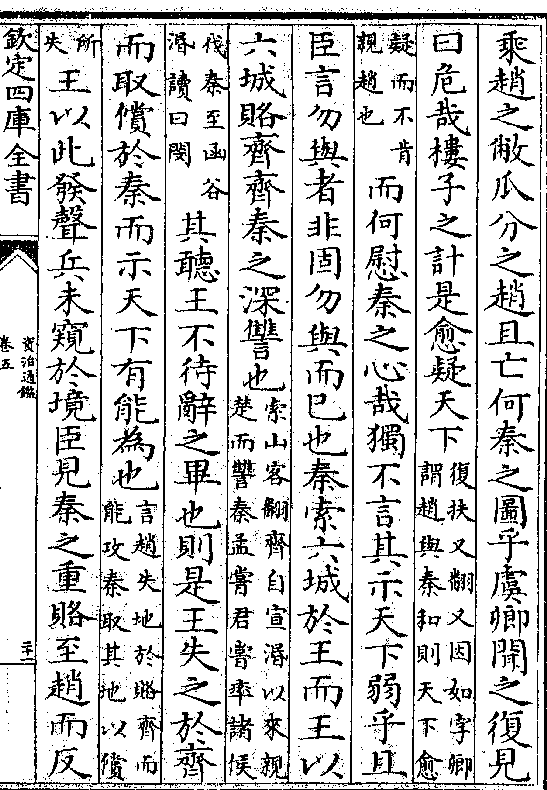 乘趙之敝瓜分之趙且亡何秦之圖乎虞卿聞之復見
曰危哉樓子之計是愈疑天下復扶又翻又因如字卿
謂趙與秦和則天下愈
疑而不肯
親趙也而何慰秦之心哉獨不言其示天下弱乎且
臣言勿與者非固勿與而已也秦索六城於王而王以
六城賂齊齊秦之深讐也索山客翻齊自宣湣以來親
楚而讐秦孟嘗君嘗率諸侯
伐秦至函谷
湣讀曰閔其聽王不待辭之畢也則是王失之於齊
而取償於秦而示天下有能為也言趙失地於賂齊而
能攻秦取其地以償
所
失王以此發聲兵未窺於境臣見秦之重賂至趙而反
欽定四庫全書
資治通鑑
卷五
二十一